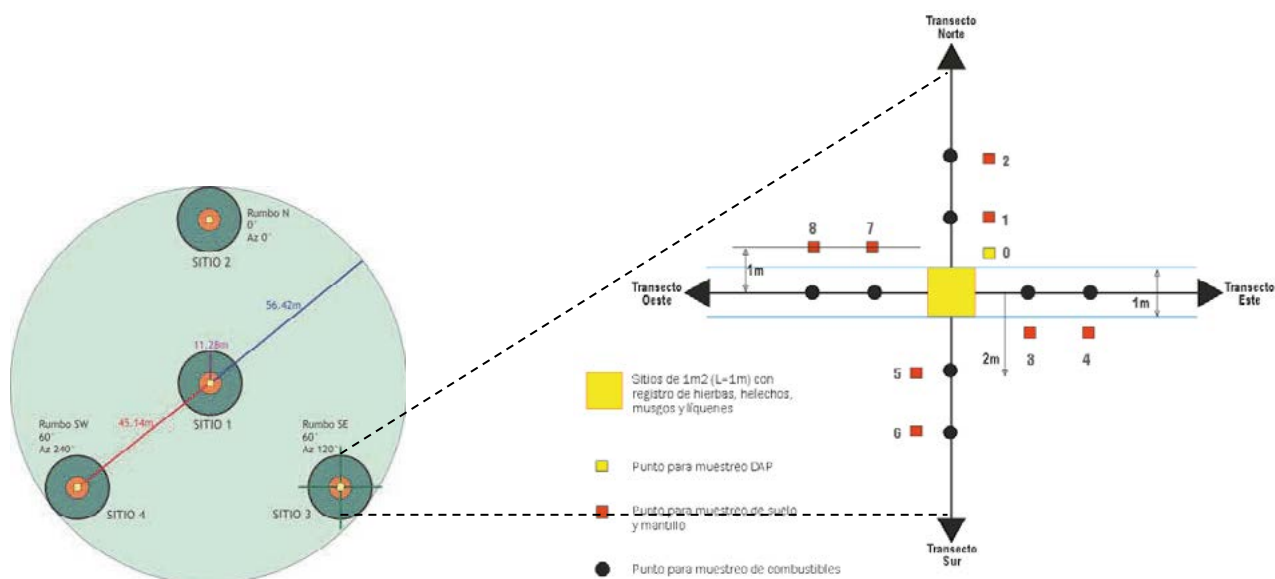 Rumbo N
0°
Az 0°
SITIO 2
56.42m
11.28m
SITIO 1
45.14m
Rumbo SW
60°
Az 240°
SITIO 4
Rumbo SE
60°
Az 120°
SITIO 3
Transecto
Norte
2
1
0
8
7
1m
Transecto
Oeste
Transecto
Este
1m
2m
3
4
5
6
Sitios de 1m2 (L=1m) con
registro de hierbas, helechos,
musgos y líquenes
Punto para muestreo DAP
Punto para muestreo de suelo
y mantillo
Punto para muestreo de combustibles
Transecto
Sur